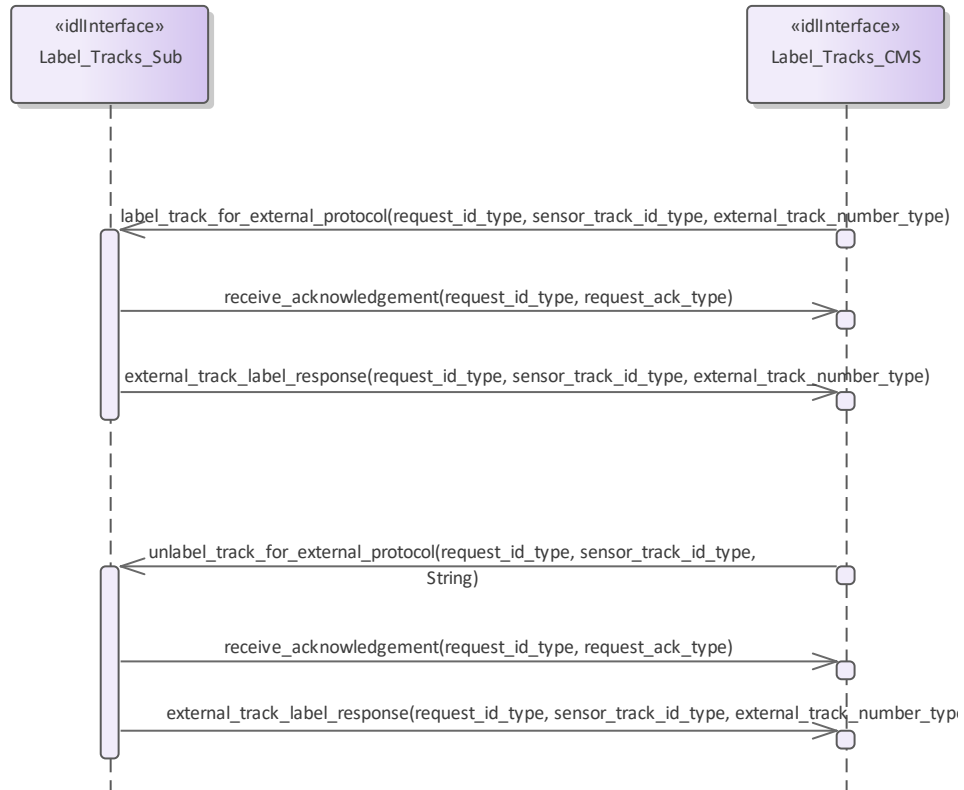 «idlInterface»
Label_Tracks_Sub
«idlInterface»
Label_Tracks_CMS
label_track_for_external_protocol(request_id_type, sensor_track_id_type, external_track_number_type)
receive_acknowledgement(request_id_type, request_ack_type)
external_track_label_response(request_id_type, sensor_track_id_type, external_track_number_type)
unlabel_track_for_external_protocol(request_id_type, sensor_track_id_type,
String)
receive_acknowledgement(request_id_type, request_ack_type)
external_track_label_response(request_id_type, sensor_track_id_type, external_track_number_type